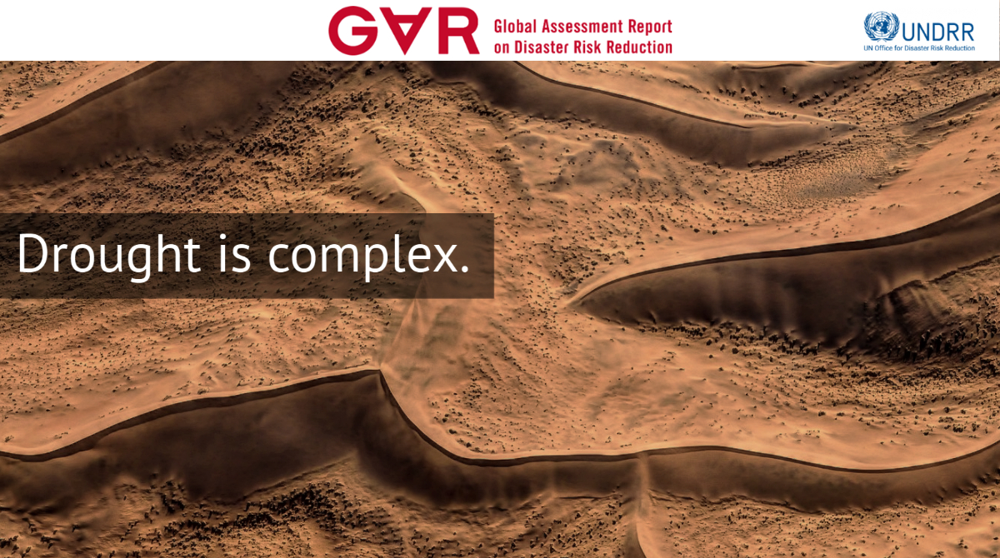 GAR
Global Assessment Report
on Disaster Risk Reduction
UNDRR
UN Office for Disaster Risk Reduction
Drought is complex.